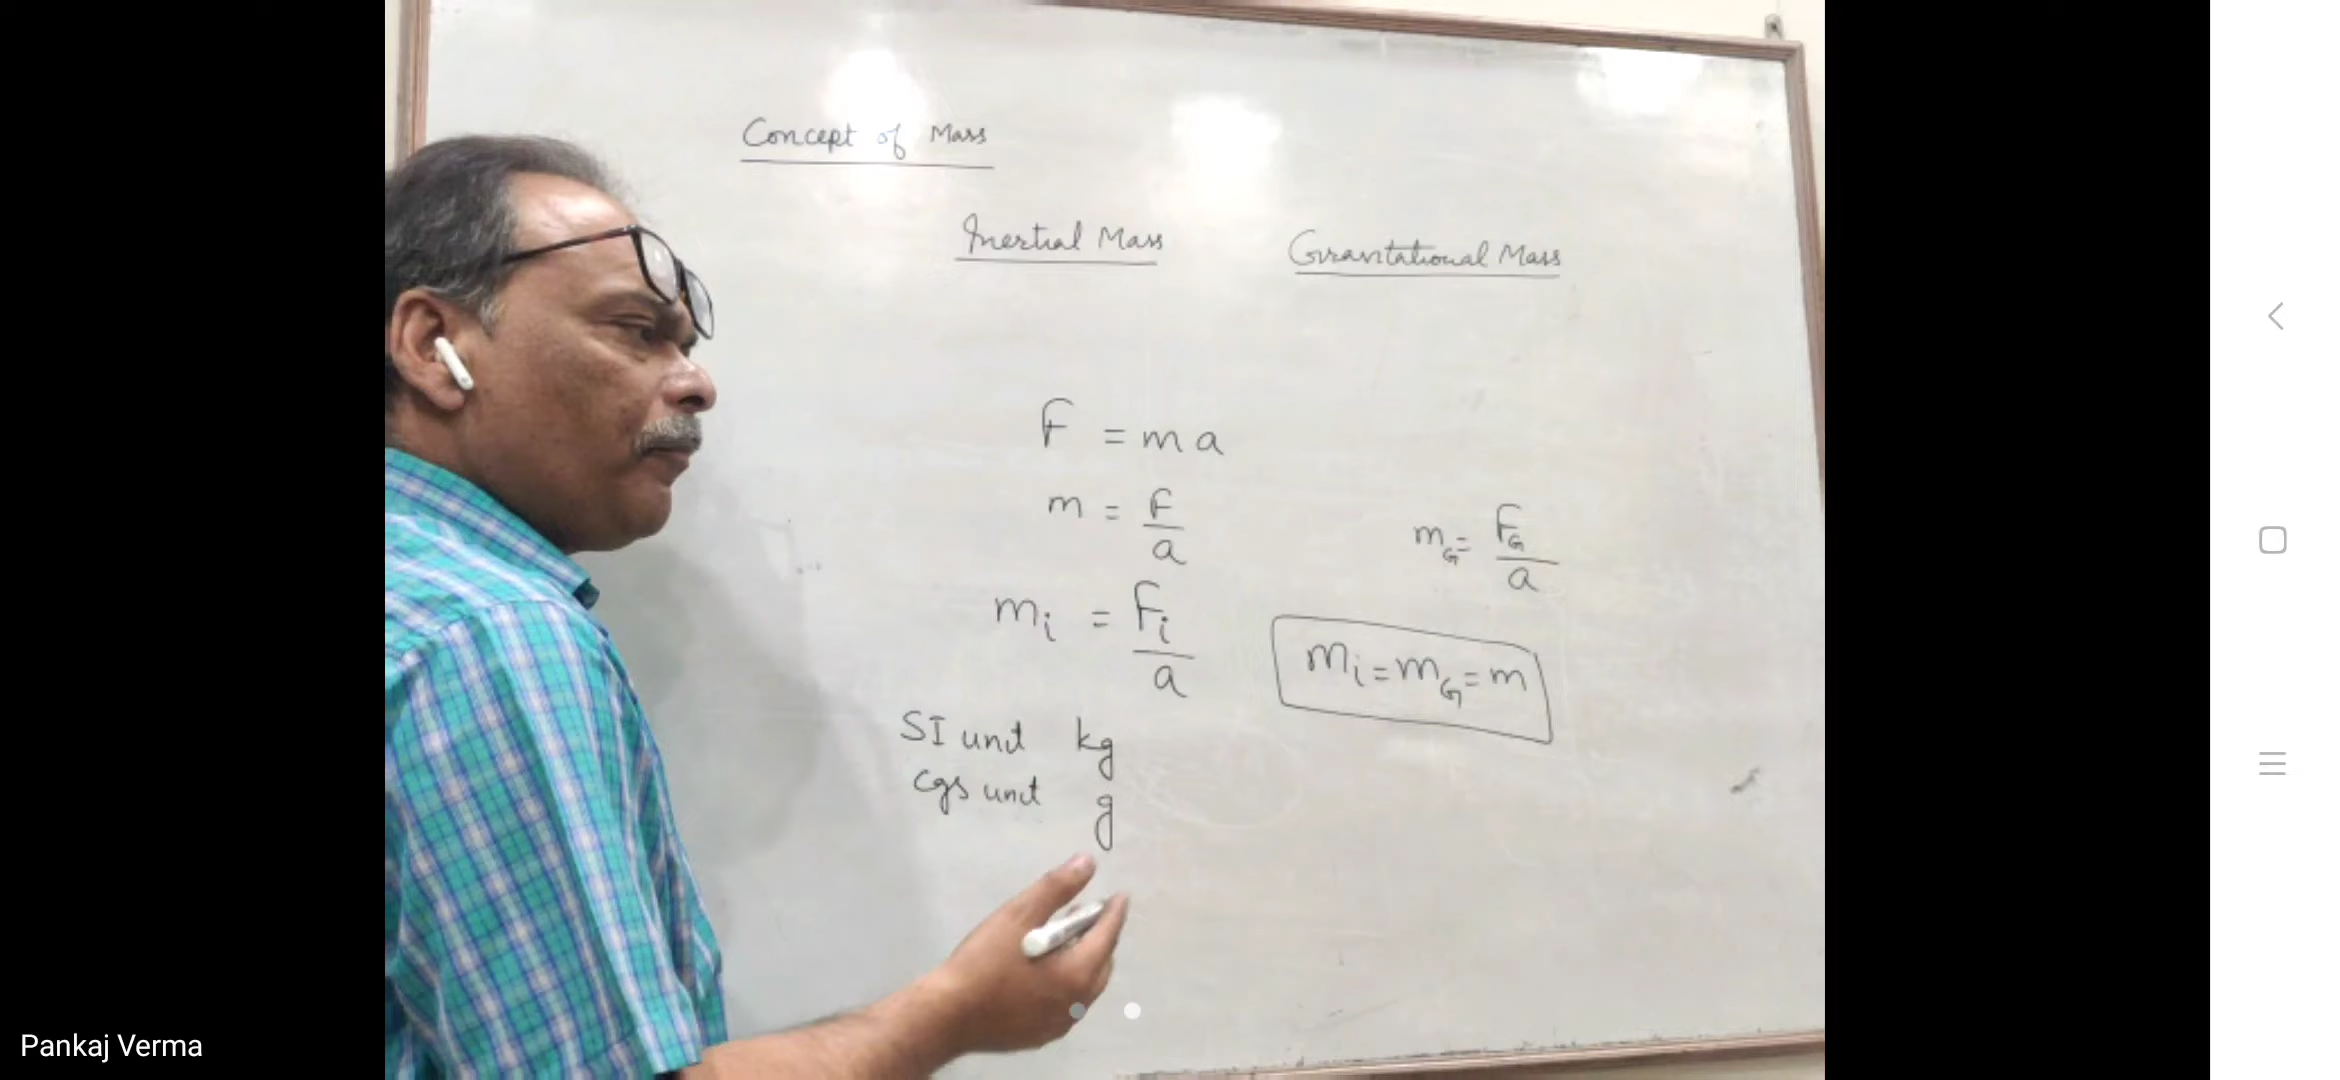 Concept of Mass
Inertial Mass
Gravitational Mass
F = ma
m = F/a
m_G = F_G/a
m_i = F_i/a
m_i = m_G = m
SI unit kg
cgs unit g
Pankaj Verma